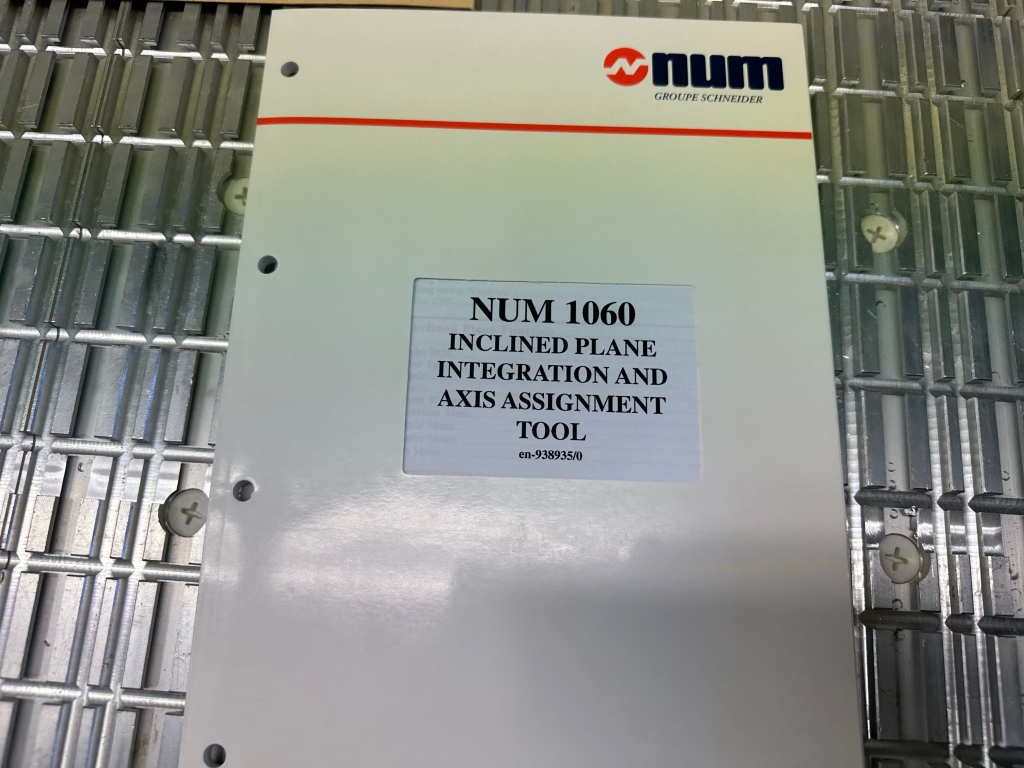 num
GROUPE SCHNEIDER
NUM 1060
INCLINED PLANE
INTEGRATION AND
AXIS ASSIGNMENT
TOOL
en-938935/0